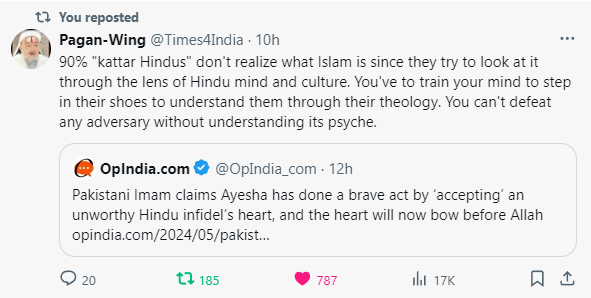 You reposted
Pagan-Wing @Times4India · 10h
90% "kattar Hindus" don't realize what Islam is since they try to look at it
through the lens of Hindu mind and culture. You've to train your mind to step
in their shoes to understand them through their theology. You can't defeat
any adversary without understanding its psyche.
OpIndia.com @OpIndia_com · 12h
Pakistani Imam claims Ayesha has done a brave act by ‘accepting’ an
unworthy Hindu infidel’s heart, and the heart will now bow before Allah
opindia.com/2024/05/pakist...
20 185 787 17K